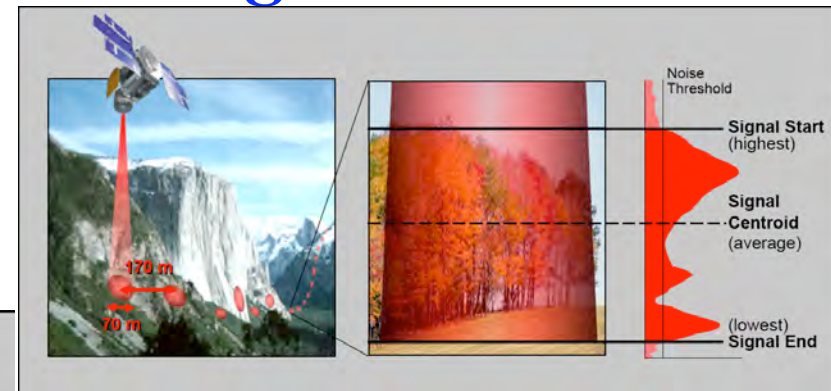 170 m
70 m
Noise
Threshold
Signal Start
(highest)
Signal
Centroid
(average)
(lowest)
Signal End